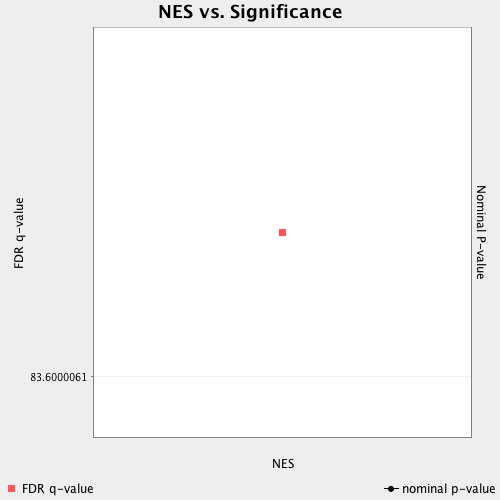 NES vs. Significance
FDR q-value
Nominal P-value
83.6000061
NES
FDR q-value
nominal p-value